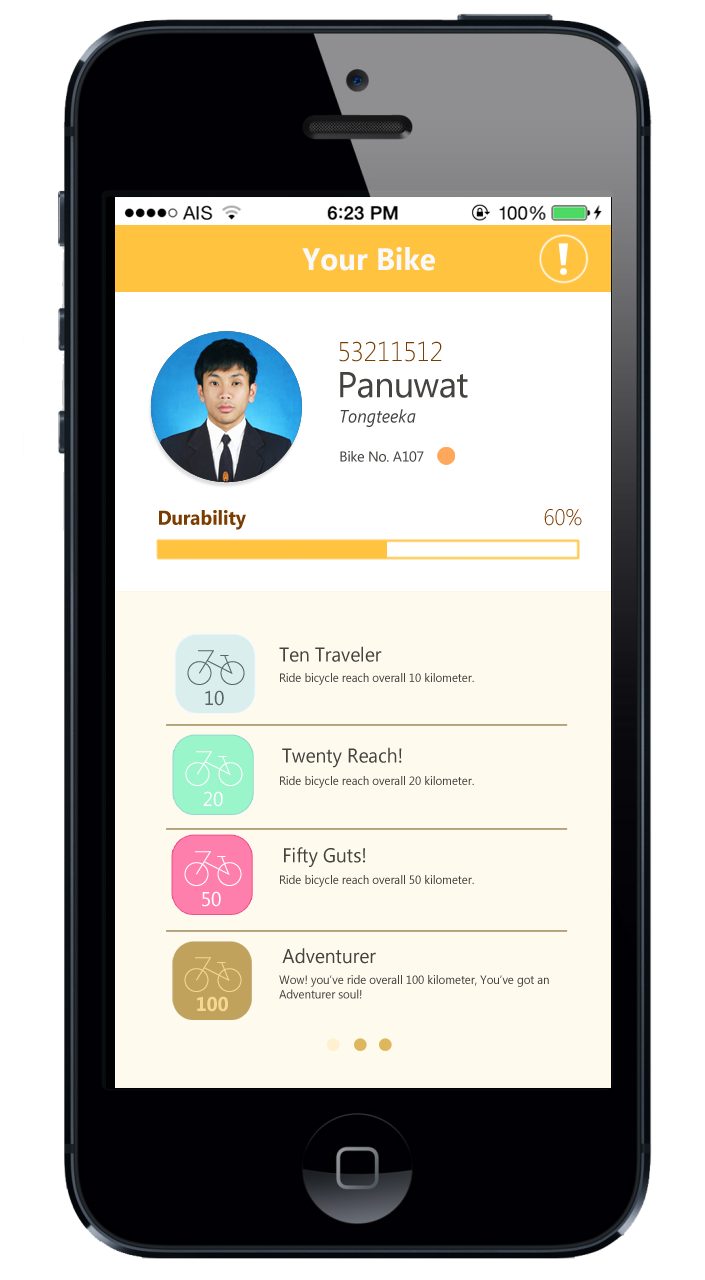 AIS 6:23 PM 100%
Your Bike !
53211512
Panuwat
Tongteeka
Bike No. A107
Durability 60%
10
Ten Traveler
Ride bicycle reach overall 10 kilometer.
20
Twenty Reach!
Ride bicycle reach overall 20 kilometer.
50
Fifty Guts!
Ride bicycle reach overall 50 kilometer.
100
Adventurer
Wow! you've ride overall 100 kilometer, You've got an
Adventurer soul!